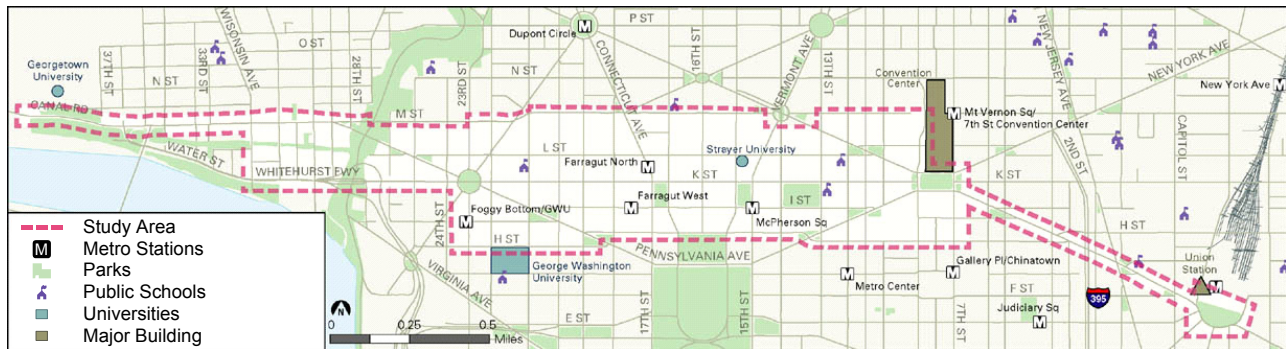 P ST
Dupont Circle
WISONSIN AVE
37TH ST
33RD ST
O ST
Georgetown
University
N ST
28TH ST
23RD ST
N ST
CONNECTICUT AVE
16TH ST
VERMONT AVE
13TH ST
Convention
Center
NEW JERSEY AVE
NEW YORK AVE
New York Ave
CANAL RD
M ST
Mt Vernon Sq/
7th St Convention Center
WATER ST
WHITEHURST EWY
L ST
Farragut North
Strayer University
K ST
K ST
2ND ST
CAPITOL ST
24TH ST
Foggy Bottom/GWU
Farragut West
McPherson Sq
I ST
H ST
H ST
PENNSYLVANIA AVE
George Washington
University
VIRGINIA AVE
Metro Center
Gallery Pl/Chinatown
Union
Station
F ST
395
Judiciary Sq
E ST
17TH ST
15TH ST
7TH ST
Study Area
M Metro Stations
Parks
Public Schools
Universities
Major Building
N
0 0.25 0.5
Miles